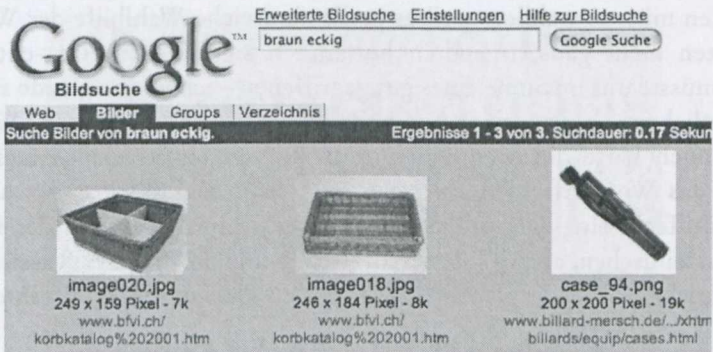 Erweiterte Bildsuche Einstellungen Hilfe zur Bildsuche
Google™
braun eckig
Google Suche
Bildsuche
Web Bilder Groups Verzeichnis
Suche Bilder von braun eckig. Ergebnisse 1 - 3 von 3. Suchdauer: 0.17 Sekun
image020.jpg
249 x 159 Pixel - 7k
www.bfvi.ch/
korbkatalog%202001.htm
image018.jpg
246 x 184 Pixel - 8k
www.bfvi.ch/
korbkatalog%202001.htm
case_94.png
200 x 200 Pixel - 19k
www.billard-mersch.de/.../xhtm
billiards/equip/cases.html